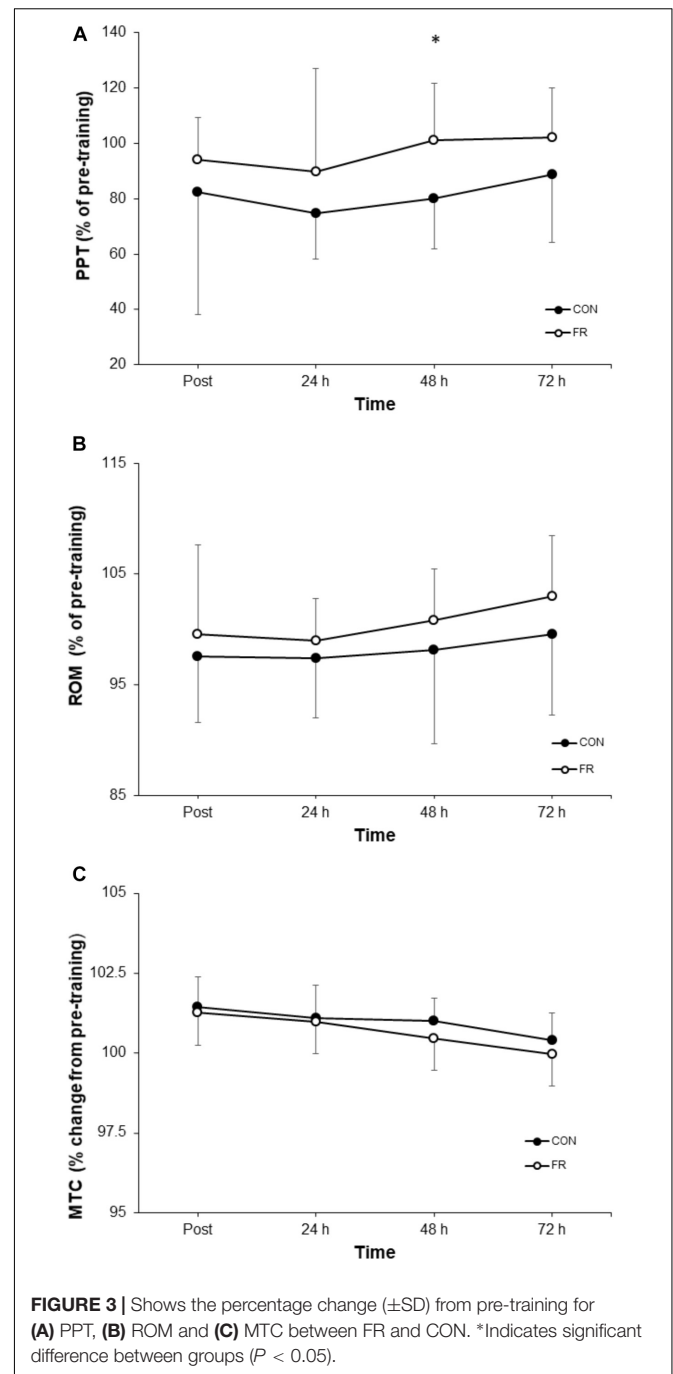 A
140
120
100
80
60
40
20
PPT (% of pre-training)
*
CON
FR
Post 24 h 48 h 72 h
Time
B
115
105
95
85
ROM (% of pre-training)
CON
FR
Post 24 h 48 h 72 h
Time
C
105
102.5
100
97.5
95
MTC (% change from pre-training)
CON
FR
Post 24 h 48 h 72 h
Time
FIGURE 3 | Shows the percentage change (±SD) from pre-training for
(A) PPT, (B) ROM and (C) MTC between FR and CON. *Indicates significant
difference between groups (P < 0.05).